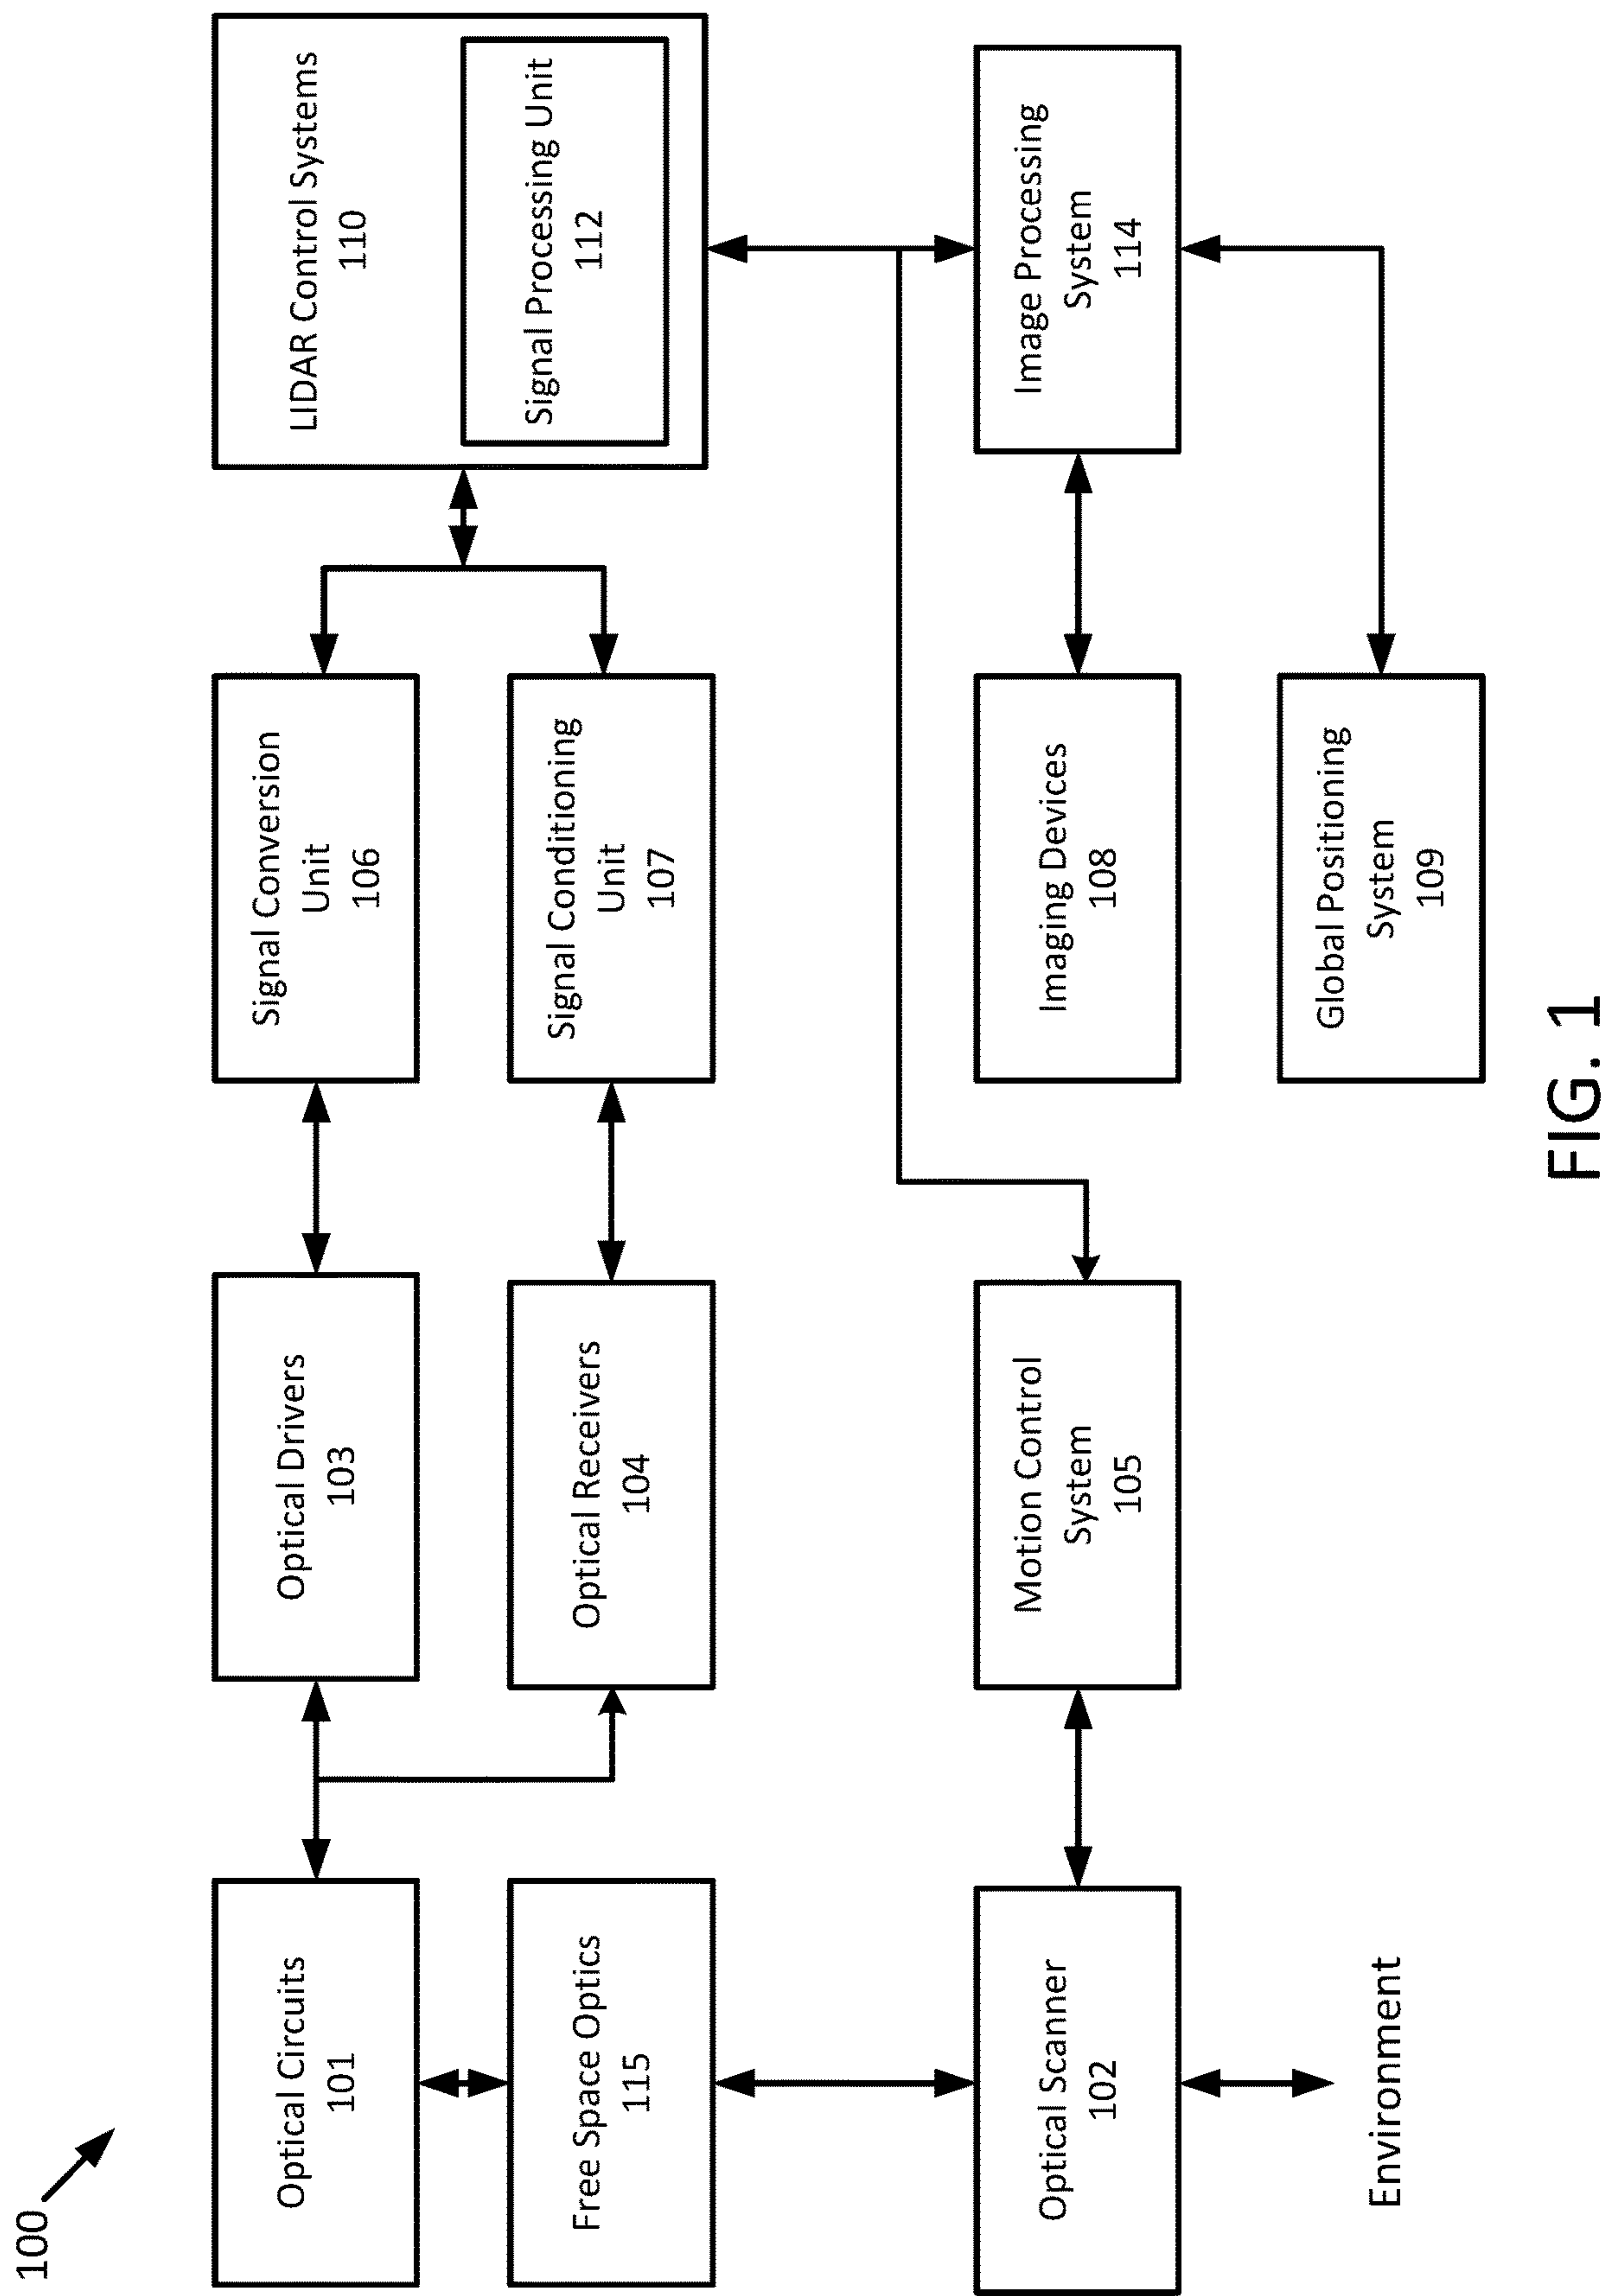 100
Optical Circuits
101
Optical Drivers
103
Signal Conversion
Unit
106
LIDAR Control Systems
110
Signal Processing Unit
112
Free Space Optics
115
Optical Receivers
104
Signal Conditioning
Unit
107
Optical Scanner
102
Motion Control
System
105
Imaging Devices
108
Image Processing
System
114
Global Positioning
System
109
Environment
FIG. 1